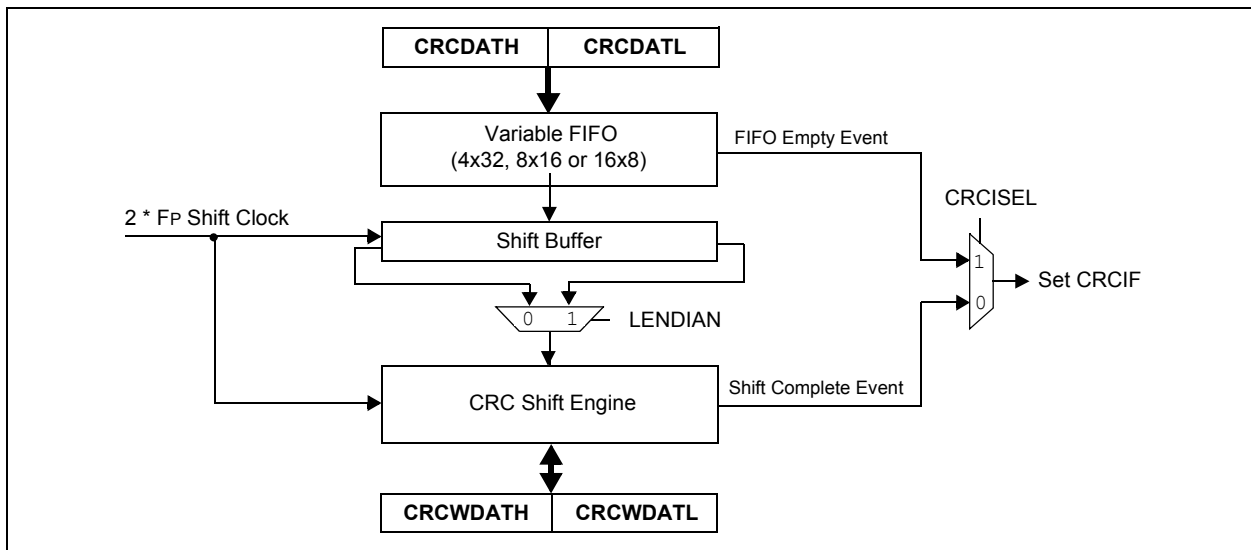 CRCDATH CRCDATL
Variable FIFO
(4x32, 8x16 or 16x8)
FIFO Empty Event
CRCISEL
2 * FP Shift Clock
Shift Buffer
1
Set CRCIF
0
0 1
LENDIAN
CRC Shift Engine
Shift Complete Event
CRCWDATH CRCWDATL